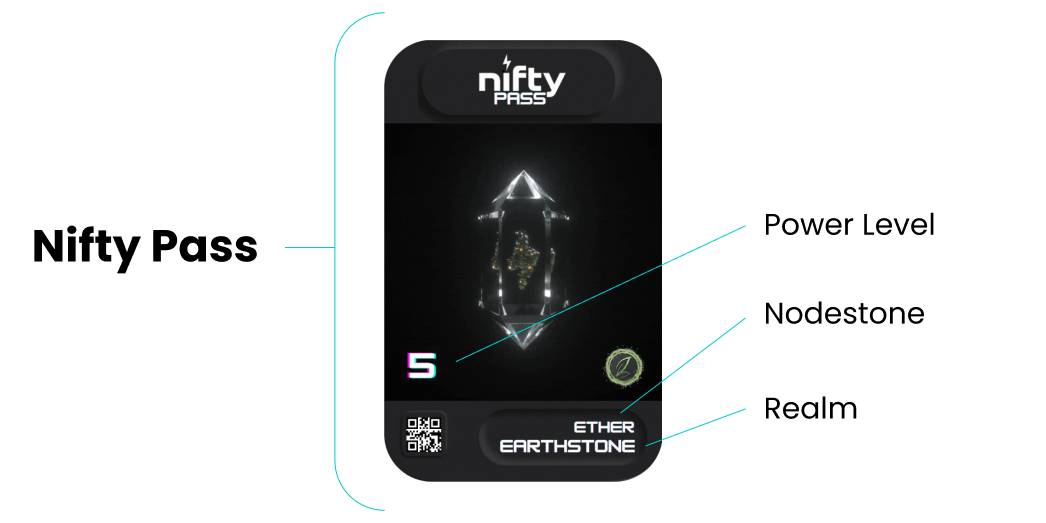 nifty
PASS
Nifty Pass
Power Level
Nodestone
5
Realm
ETHER
EARTHSTONE